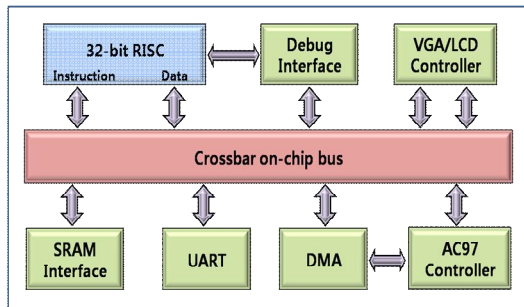 32-bit RISC
Instruction Data
Debug
Interface
VGA/LCD
Controller
Crossbar on-chip bus
SRAM
Interface
UART
DMA
AC97
Controller